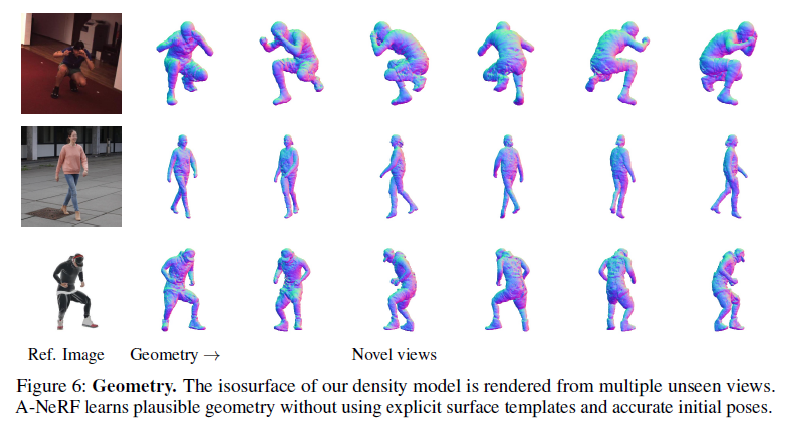 Ref. Image Geometry → Novel views
Figure 6: Geometry. The isosurface of our density model is rendered from multiple unseen views.
A-NeRF learns plausible geometry without using explicit surface templates and accurate initial poses.